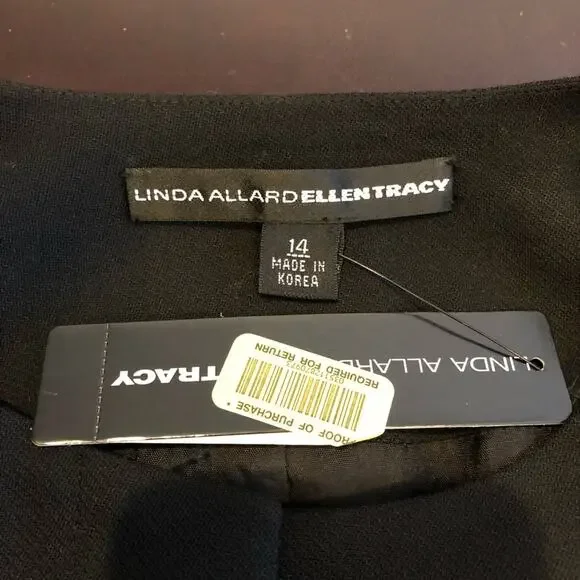 LINDA ALLARD ELLEN TRACY
14
MADE IN
KOREA
LINDA ALLARD
TRACY
PROOF OF PURCHASE
REQUIRED FOR RETURN